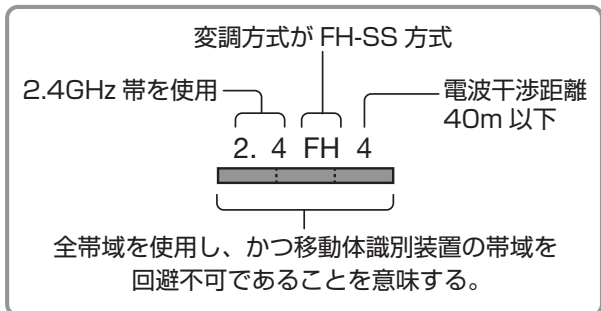 変調方式が FH-SS 方式
2.4GHz 帯を使用
電波干渉距離
40m 以下
2. 4 FH 4
全帯域を使用し、かつ移動体識別装置の帯域を
回避不可であることを意味する。